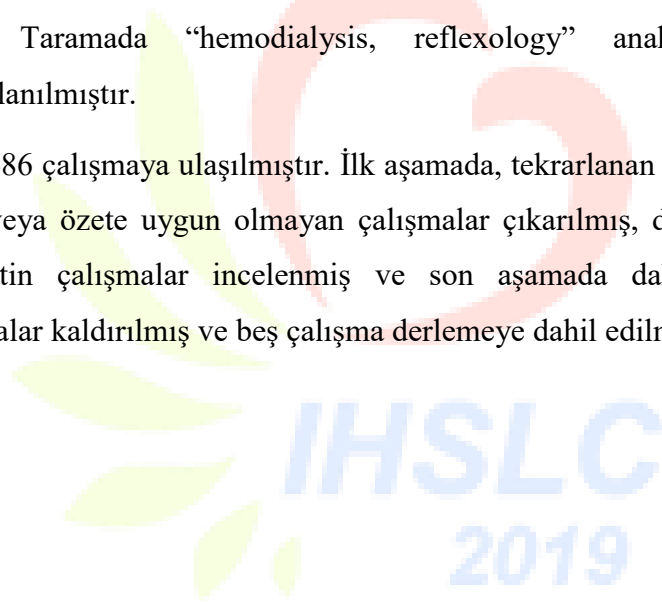 Taramada “hemodialysis, reflexology” anal
lanılmıştır.
86 çalışmaya ulaşılmıştır. İlk aşamada, tekrarlanan
veya özete uygun olmayan çalışmalar çıkarılmış, d
tin çalışmalar incelenmiş ve son aşamada dal
alar kaldırılmış ve beş çalışma derlemeye dahil edilm
IHSLC
2019